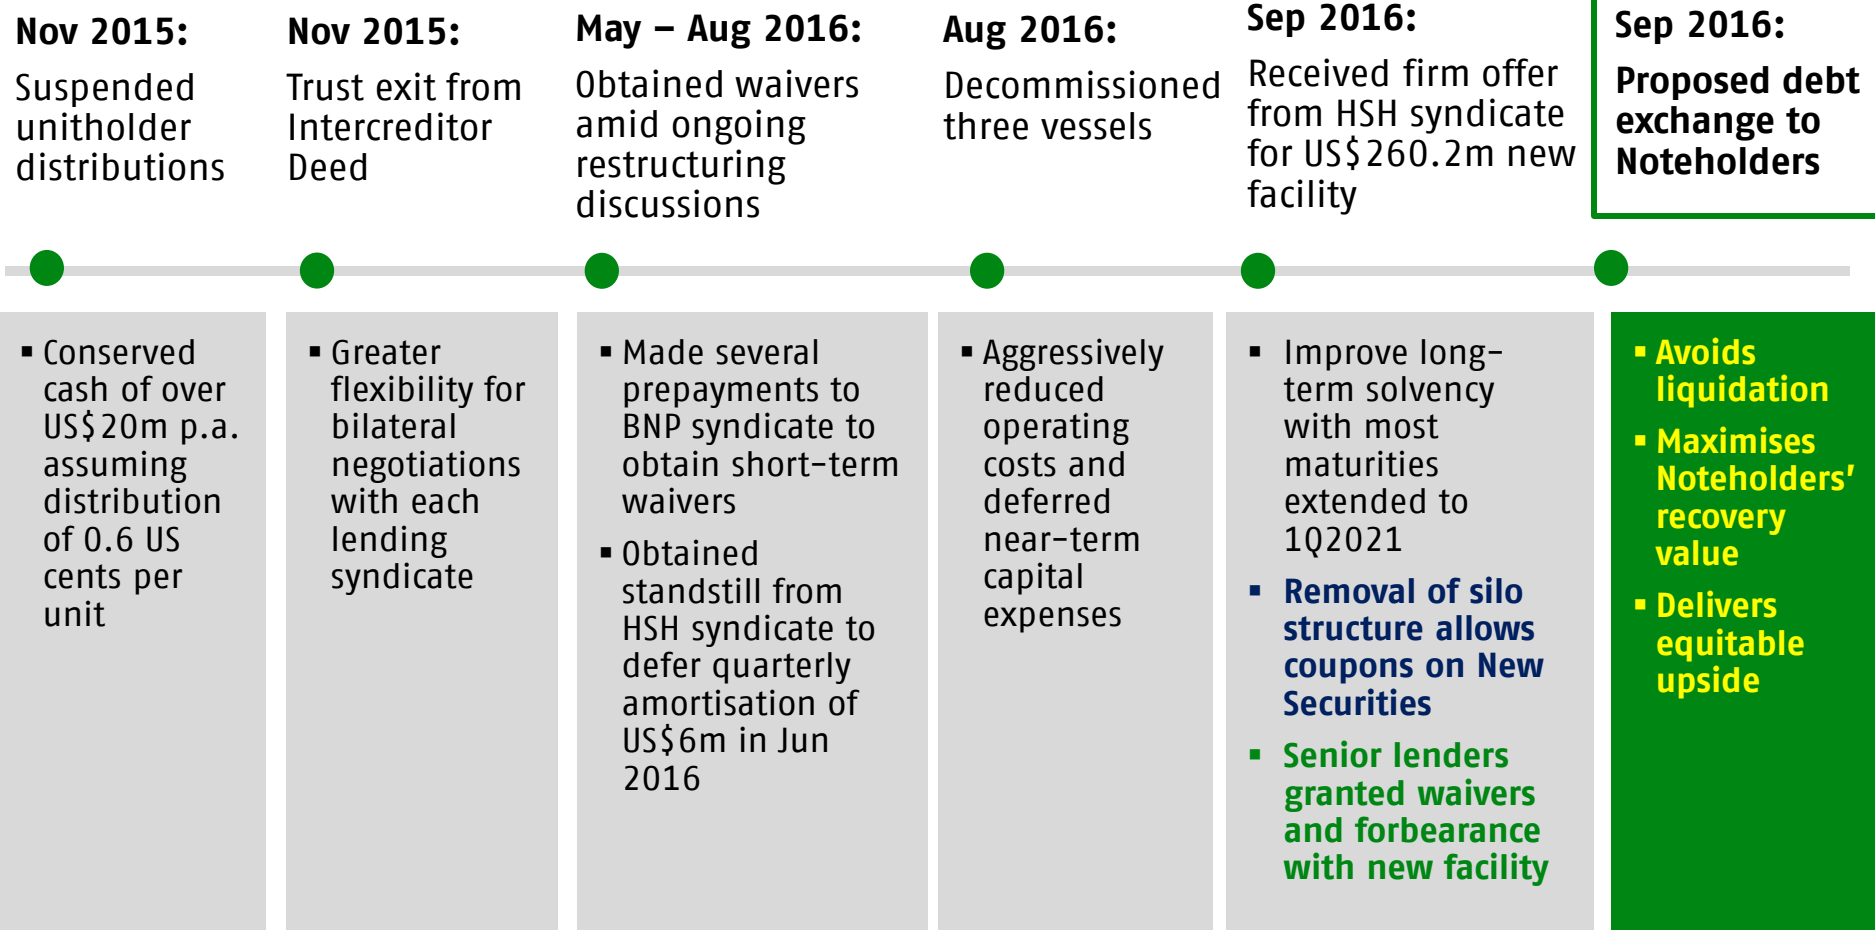 Nov 2015:
Suspended
unitholder
distributions
Nov 2015:
Trust exit from
Intercreditor
Deed
May – Aug 2016:
Obtained waivers
amid ongoing
restructuring
discussions
Aug 2016:
Decommissioned
three vessels
Sep 2016:
Received firm offer
from HSH syndicate
for US$260.2m new
facility
Sep 2016:
Proposed debt
exchange to
Noteholders
▪ Conserved
cash of over
US$20m p.a.
assuming
distribution
of 0.6 US
cents per
unit
▪ Greater
flexibility for
bilateral
negotiations
with each
lending
syndicate
▪ Made several
prepayments to
BNP syndicate to
obtain short-term
waivers
▪ Obtained
standstill from
HSH syndicate to
defer quarterly
amortisation of
US$6m in Jun
2016
▪ Aggressively
reduced
operating
costs and
deferred
near-term
capital
expenses
▪ Improve long-
term solvency
with most
maturities
extended to
1Q2021
▪ Removal of silo
structure allows
coupons on New
Securities
▪ Senior lenders
granted waivers
and forbearance
with new facility
▪ Avoids
liquidation
▪ Maximises
Noteholders'
recovery
value
▪ Delivers
equitable
upside